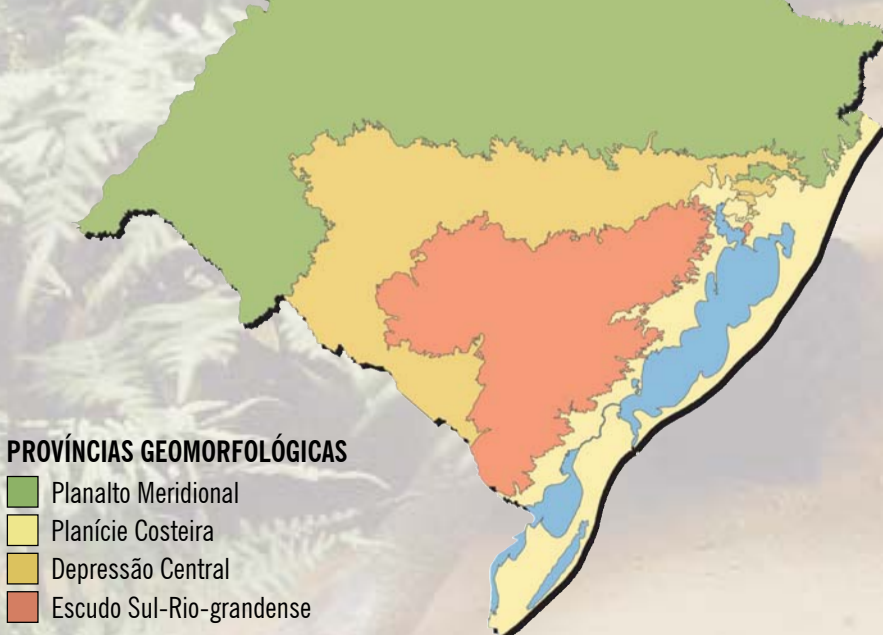 PROVÍNCIAS GEOMORFOLÓGICAS
Planalto Meridional
Planície Costeira
Depressão Central
Escudo Sul-Rio-grandense